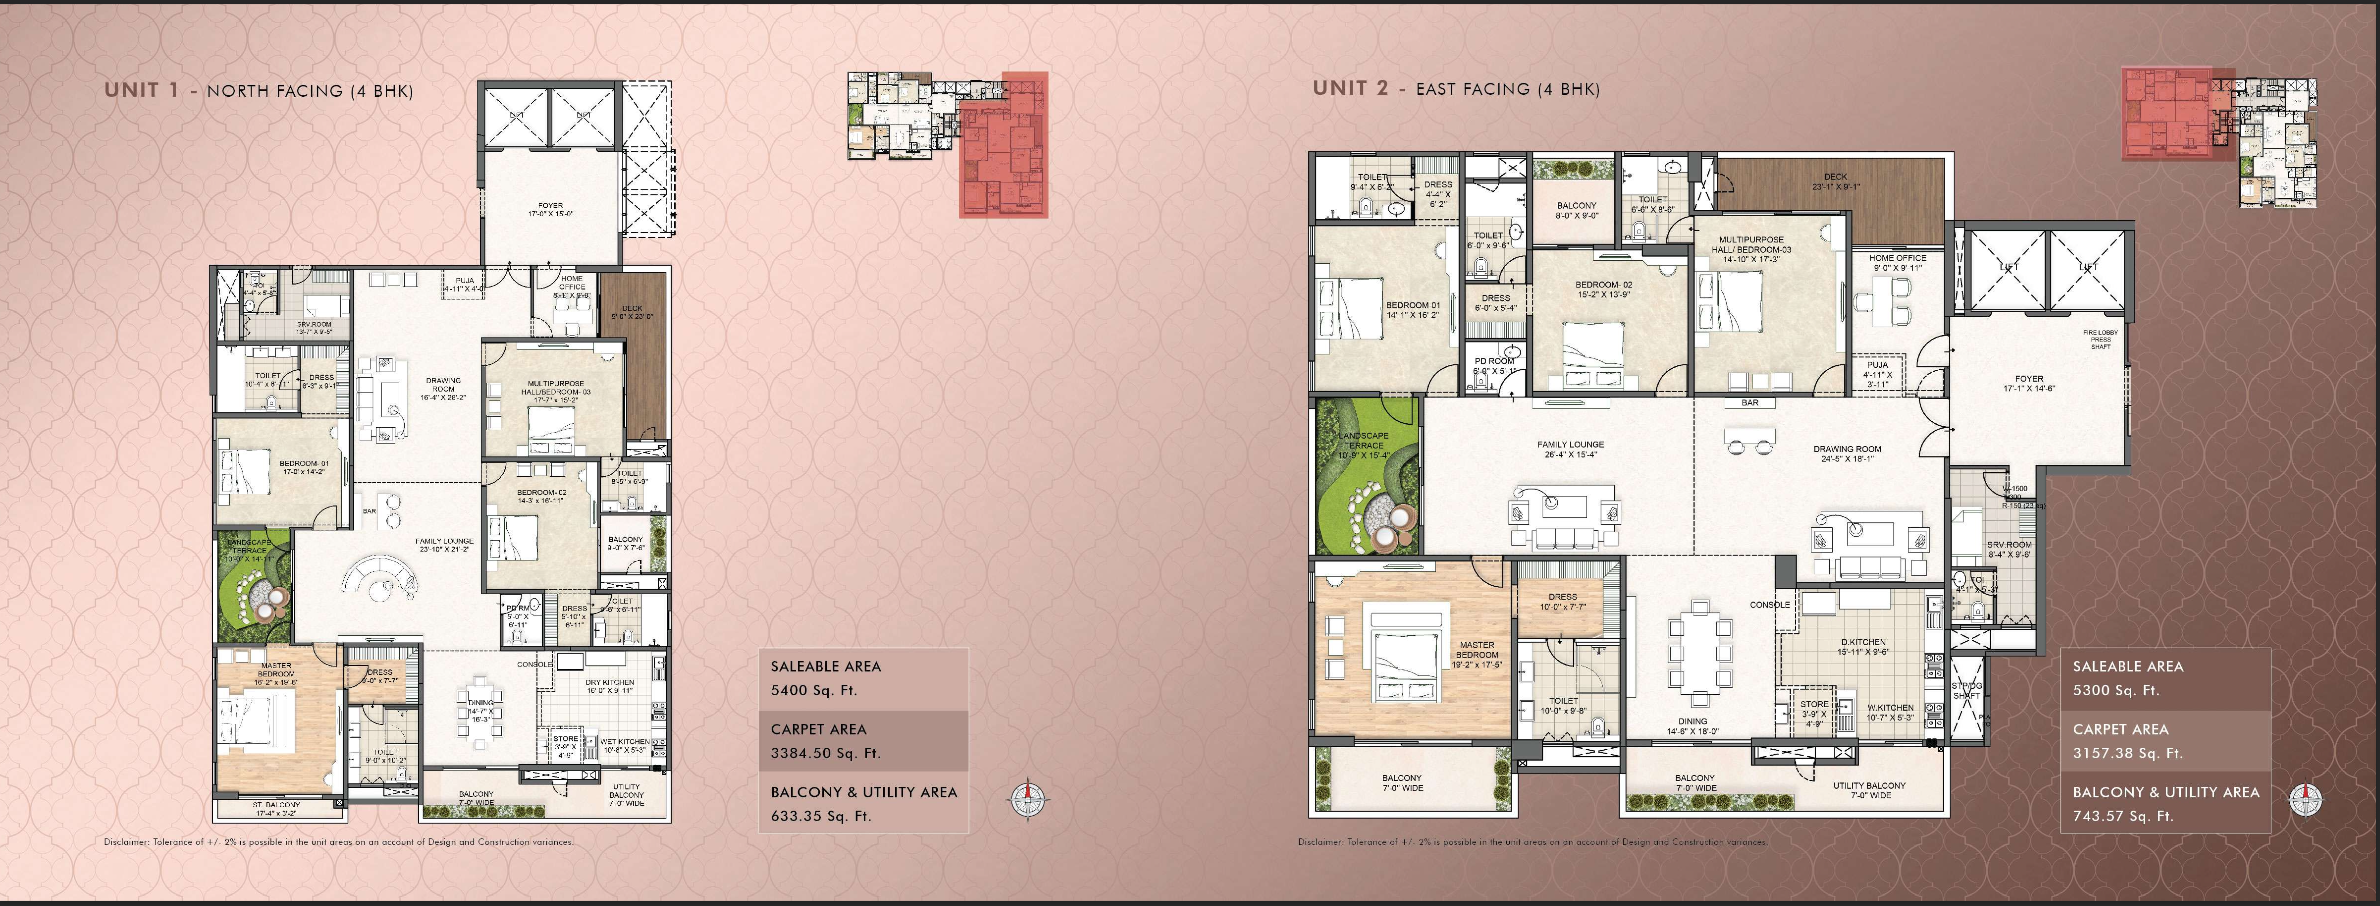 UNIT 1 - NORTH FACING (4 BHK)
LIFT
LIFT
FOYER
17'-0" X 15'-0"
PUJA
4'-11" X 4'-0"
HOME
OFFICE
DECK
5'-0" X 23'-0"
TOI
SRV.ROOM
13'-7" X 9'-5"
TOILET
10'-4" x 8'-11"
DRESS
8'-3" x 9'-1"
DRAWING
ROOM
16'-4" X 26'-2"
MULTIPURPOSE
HALL/BEDROOM-03
17'-7" x 15'-2"
BEDROOM-01
17'-0" x 14'-2"
BEDROOM-02
14'-3" x 16'-11"
TOILET
8'-5" x 6'-9"
BAR
FAMILY LOUNGE
23'-10" X 21'-2"
BALCONY
9'-0" X 7'-6"
LANDSCAPE
TERRACE
10'-0" X 14'-11"
PD RM
5'-0" X
6'-11"
DRESS
5'-10" x
6'-11"
TOILET
MASTER
BEDROOM
16'-2" x 19'-6"
DRESS
9'-0" x 7'-7"
CONSOLE
DRY KITCHEN
16'-0" X 9'-11"
DINING
14'-7" X
16'-3"
TOILET
9'-0" x 10'-2"
STORE
3'-9" X
4'-9"
WET KITCHEN
10'-8" X 5'-3"
ST. BALCONY
17'-4" x 3'-2"
BALCONY
7'-0" WIDE
UTILITY
BALCONY
7'-0" WIDE
SALEABLE AREA
5400 Sq. Ft.
CARPET AREA
3384.50 Sq. Ft.
BALCONY & UTILITY AREA
633.35 Sq. Ft.
Disclaimer: Tolerance of +/- 2% is possible in the unit areas on an account of Design and Construction variances.
UNIT 2 - EAST FACING (4 BHK)
TOILET
9'-4" X 6'-2"
DRESS
4'-4" X
6'-2"
BALCONY
8'-0" X 9'-0"
TOILET
6'-6" X 8'-6"
DECK
23'-1" X 9'-1"
TOILET
6'-0" x 9'-6"
MULTIPURPOSE
HALL/ BEDROOM-03
14'-10" X 17'-3"
HOME OFFICE
9'-0" X 9'-11"
LIFT
LIFT
BEDROOM 01
14'-1" X 16'-2"
DRESS
6'-0" x 5'-4"
BEDROOM- 02
15'-2" X 13'-9"
FIRE LOBBY
PRESS
SHAFT
PD ROOM
PUJA
4'-11" X
3'-11"
FOYER
17'-1" X 14'-6"
BAR
LANDSCAPE
TERRACE
10'-9" X 15'-4"
FAMILY LOUNGE
26'-4" X 15'-4"
DRAWING ROOM
24'-5" X 18'-1"
SRV.ROOM
8'-4" X 9'-6"
TOI
4'-1" X 5'-3"
DRESS
10'-0" x 7'-7"
CONSOLE
MASTER
BEDROOM
19'-2" x 17'-5"
D.KITCHEN
15'-11" X 9'-6"
TOILET
10'-0" x 9'-8"
DINING
14'-6" X 18'-0"
STORE
3'-9" X
4'-9"
W.KITCHEN
10'-7" X 5'-3"
STP/DG
SHAFT
BALCONY
7'-0" WIDE
BALCONY
7'-0" WIDE
UTILITY BALCONY
7'-0" WIDE
SALEABLE AREA
5300 Sq. Ft.
CARPET AREA
3157.38 Sq. Ft.
BALCONY & UTILITY AREA
743.57 Sq. Ft.
Disclaimer: Tolerance of +/- 2% is possible in the unit areas on an account of Design and Construction variances.